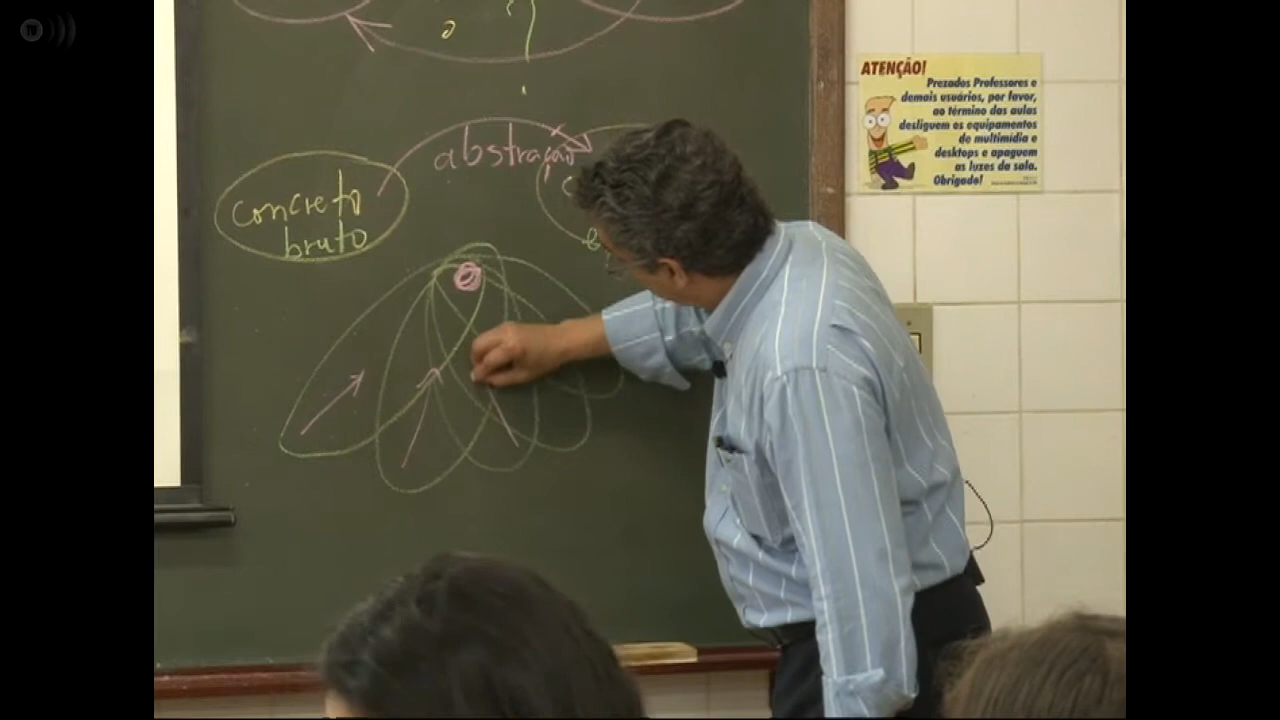 abstração
concreto
bruto
ATENÇÃO!
Prezados Professores e
demais usuários, por favor,
ao término das aulas
desliguem os equipamentos
de multimídia e
desktops e apaguem
as luzes da sala.
Obrigado!